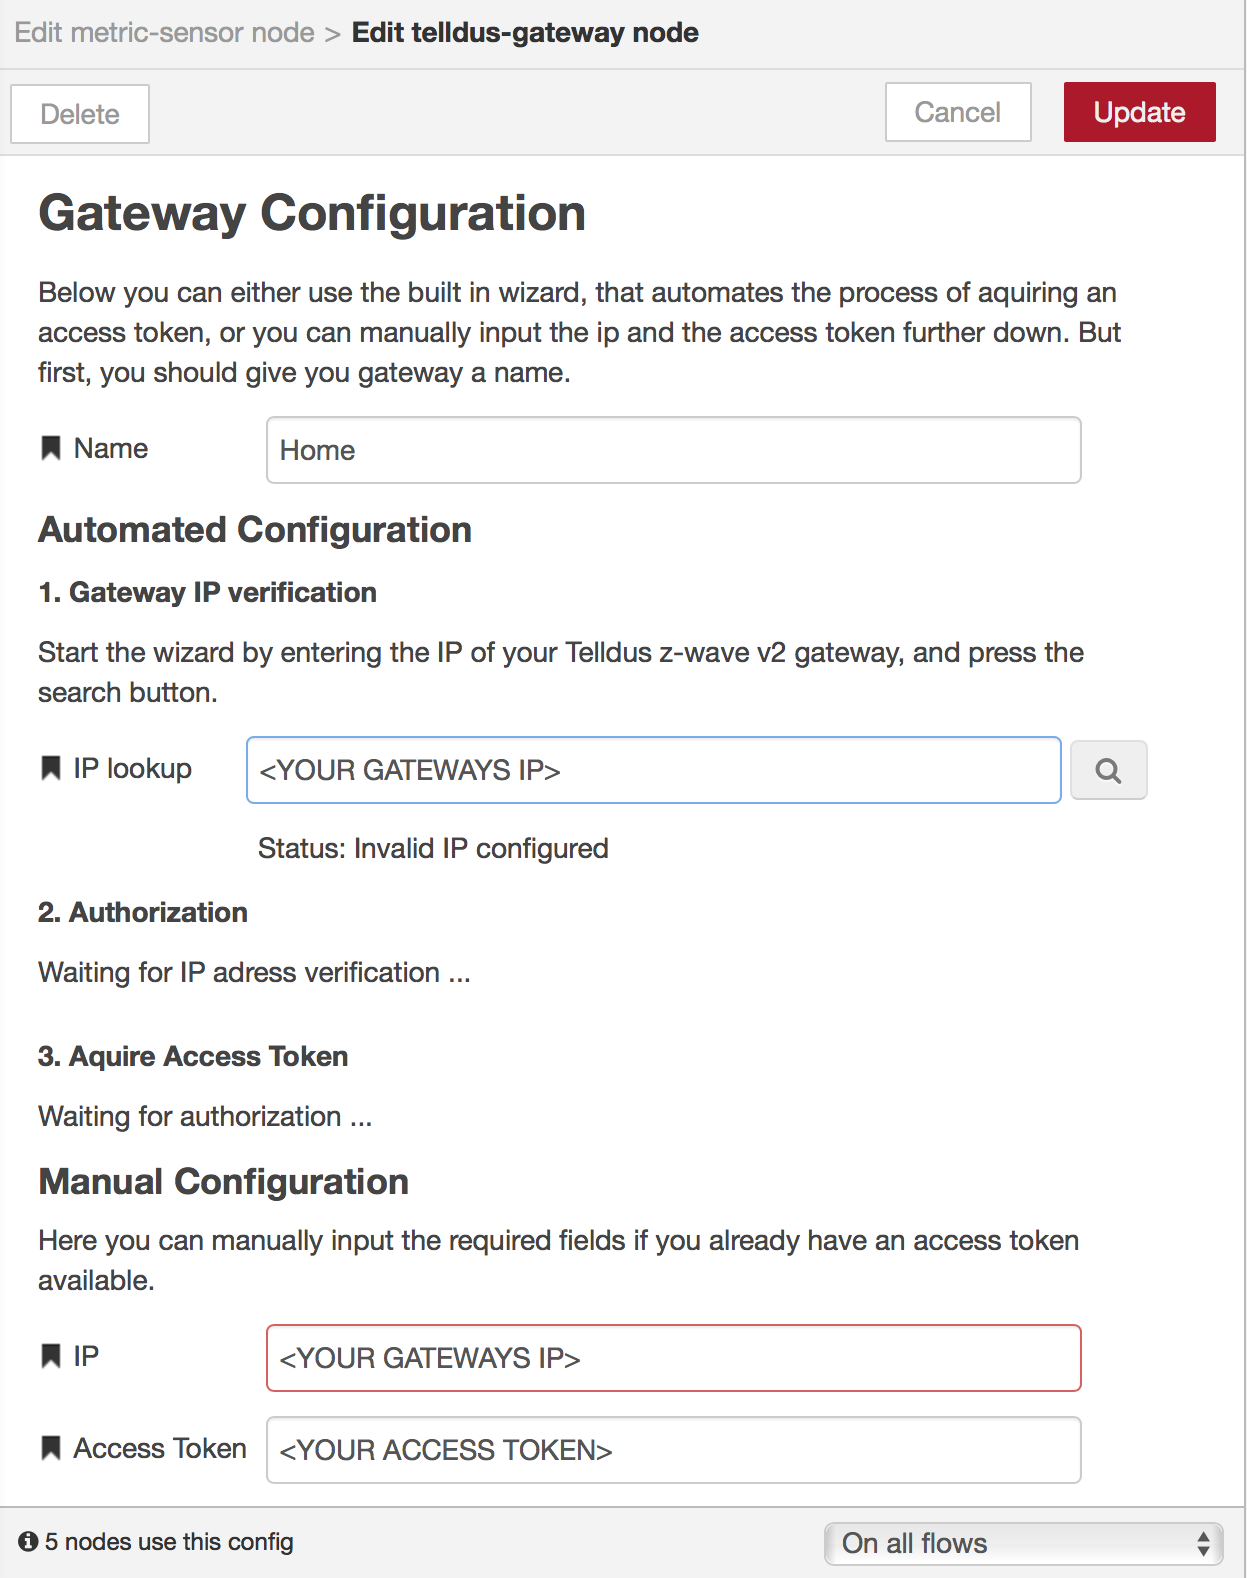 Edit metric-sensor node > Edit telldus-gateway node
Delete
Cancel
Update
Gateway Configuration
Below you can either use the built in wizard, that automates the process of aquiring an
access token, or you can manually input the ip and the access token further down. But
first, you should give you gateway a name.
Name
Home
Automated Configuration
1. Gateway IP verification
Start the wizard by entering the IP of your Telldus z-wave v2 gateway, and press the
search button.
IP lookup
<YOUR GATEWAYS IP>
Status: Invalid IP configured
2. Authorization
Waiting for IP adress verification ...
3. Aquire Access Token
Waiting for authorization ...
Manual Configuration
Here you can manually input the required fields if you already have an access token
available.
IP
<YOUR GATEWAYS IP>
Access Token
<YOUR ACCESS TOKEN>
5 nodes use this config
On all flows